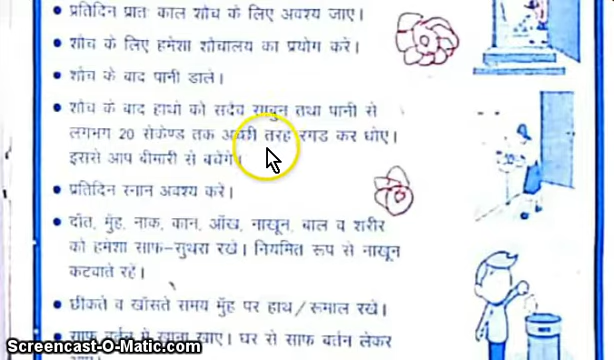 प्रतिदिन प्रातः काल शौच के लिए अवश्य जाए।
शौच के लिए हमेशा शौचालय का प्रयोग करे।
शौच के बाद पानी डाले।
शौच के बाद हाथो को सदैव साबुन तथा पानी से
लगभग 20 सेकेण्ड तक अच्छी तरह रगड कर धोए।
इससे आप बीमारी से बचेगे।
प्रतिदिन स्नान अवश्य करे।
दाँत, मुँह, नाक, कान, आँख, नाखून, बाल व शरीर
को हमेशा साफ-सुथरा रखे। नियमित रूप से नाखून
कटवाते रहें।
छीकते व खाँसते समय मुँह पर हाथ/रूमाल रखे।
साफ बर्तन मे खाना खाए। घर से साफ बर्तन लेकर
Screencast-O-Matic.com